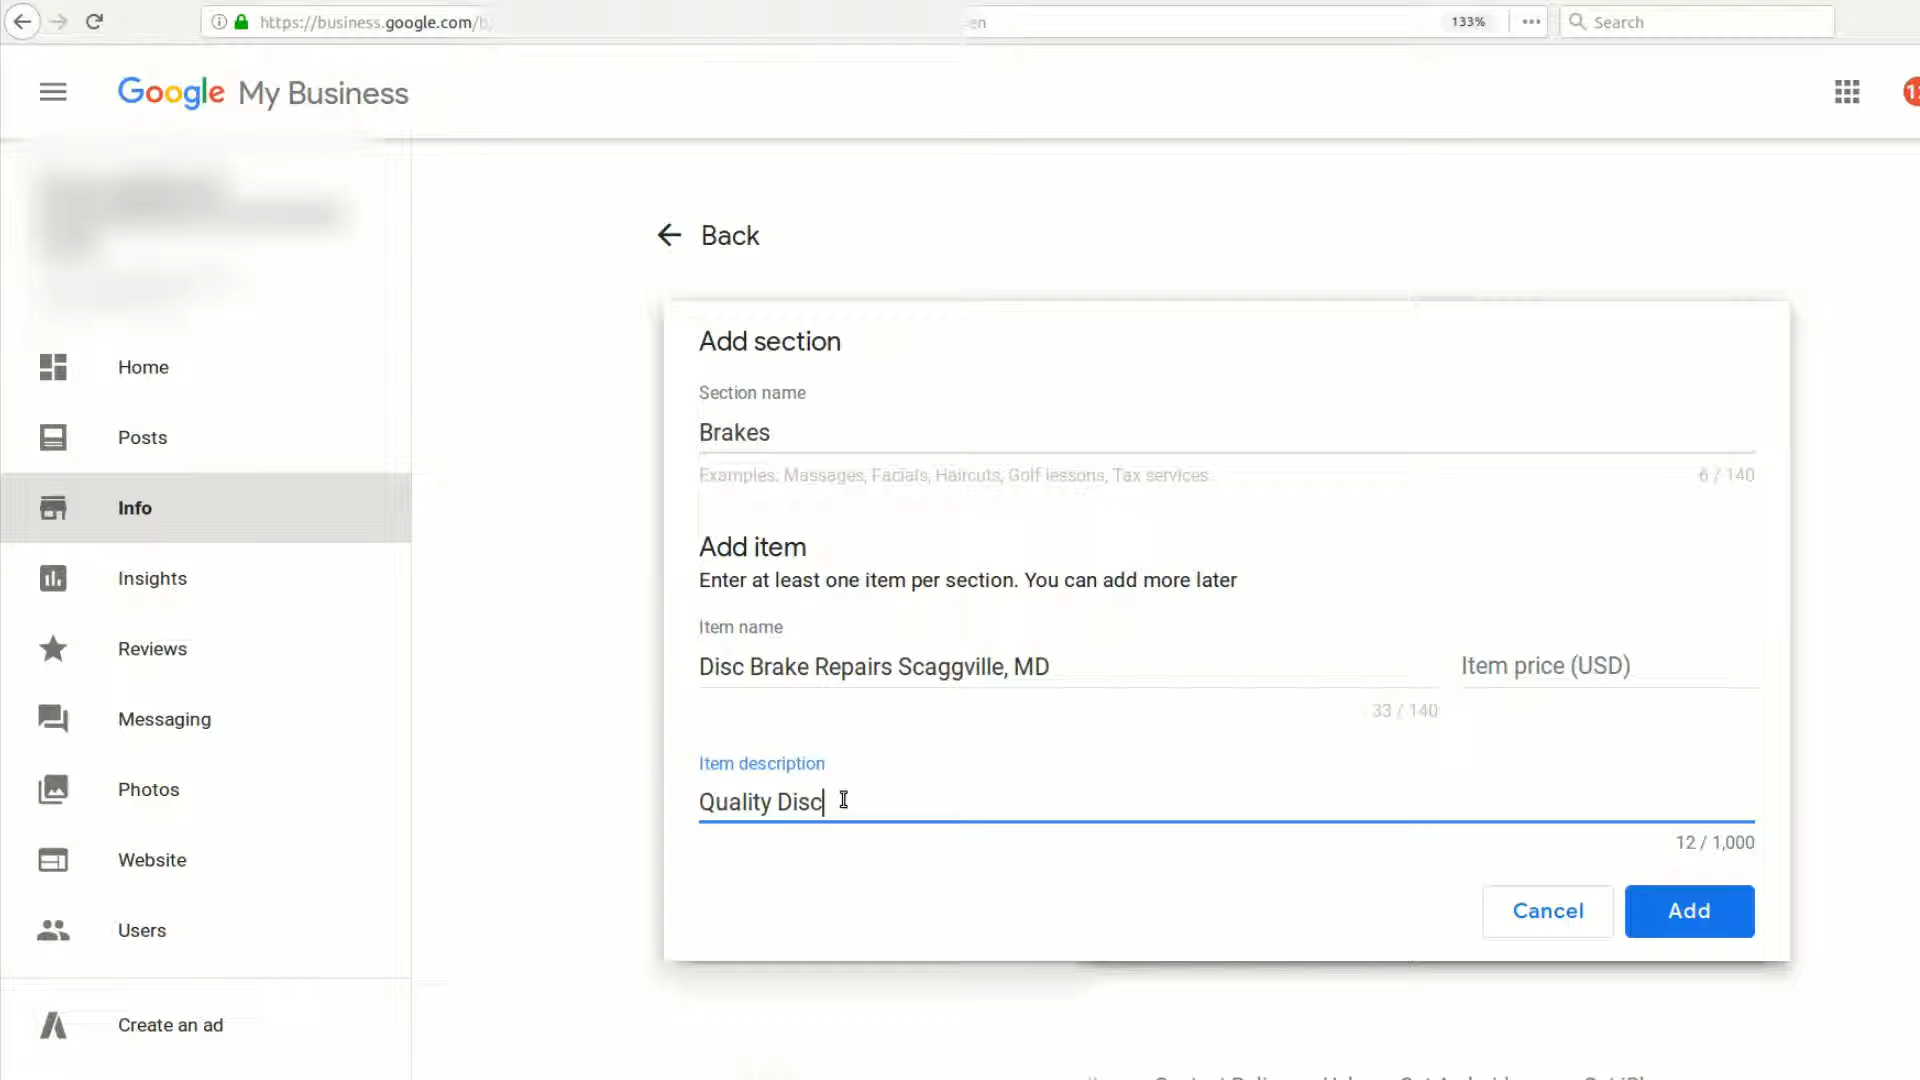 https://business.google.com/b
en
133%
Search
Google My Business
Back
Home
Posts
Info
Insights
Reviews
Messaging
Photos
Website
Users
Create an ad
Add section
Section name
Brakes
Examples: Massages, Facials, Haircuts, Golf lessons, Tax services
6 / 140
Add item
Enter at least one item per section. You can add more later
Item name
Disc Brake Repairs Scaggville, MD
Item price (USD)
33 / 140
Item description
Quality Disc
12 / 1,000
Cancel
Add